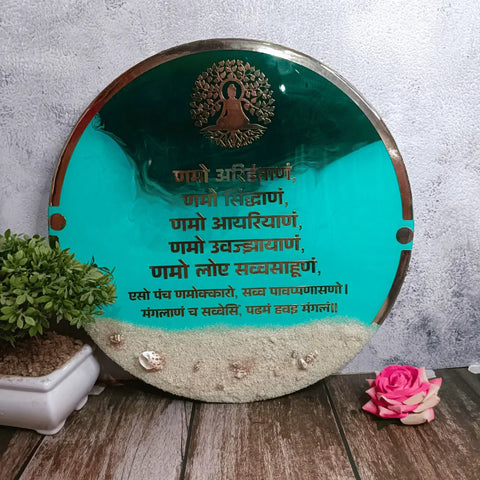 णमो अरिहंताणं,
णमो सिद्धाणं,
णमो आयरियाणं,
णमो उवज्झायाणं,
णमो लोए सव्वसाहूणं,
एसो पंच णमोक्कारो, सव्व पावप्पणासणो।
मंगलाणं च सव्वेसिं, पढमं हवइ मंगलं॥